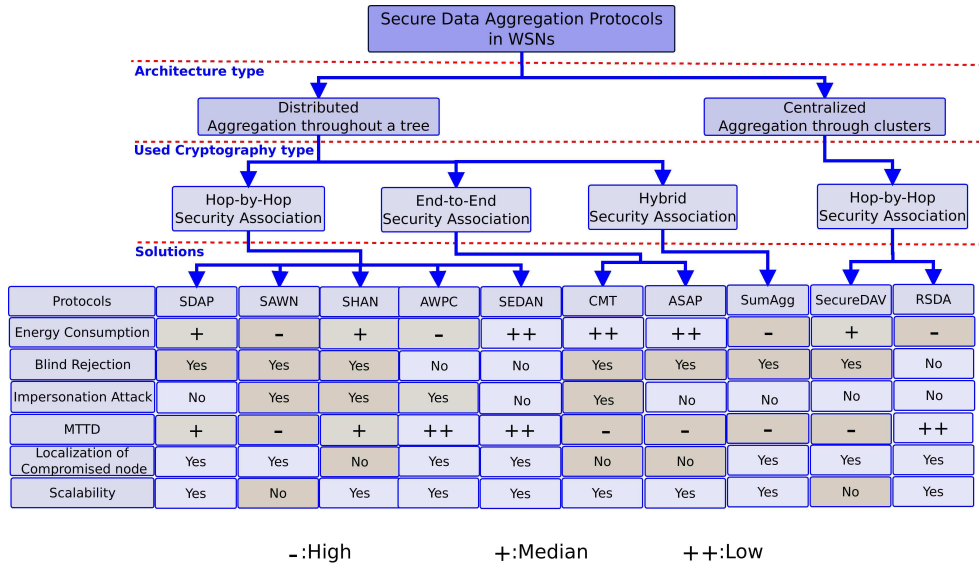 Secure Data Aggregation Protocols
in WSNs
Architecture type
Distributed
Aggregation throughout a tree
Centralized
Aggregation through clusters
Used Cryptography type
Hop-by-Hop
Security Association
End-to-End
Security Association
Hybrid
Security Association
Hop-by-Hop
Security Association
Solutions
Protocols SDAP SAWN SHAN AWPC SEDAN CMT ASAP SumAgg SecureDAV RSDA
Energy Consumption + - + - ++ ++ ++ - + -
Blind Rejection Yes Yes Yes No No Yes Yes Yes Yes No
Impersonation Attack No Yes Yes Yes No Yes No No No No
MTTD + - + ++ ++ - - - - ++
Localization of
Compromised node Yes Yes No Yes Yes No No Yes Yes Yes
Scalability Yes No Yes Yes Yes Yes Yes Yes No Yes
-:High +:Median ++:Low